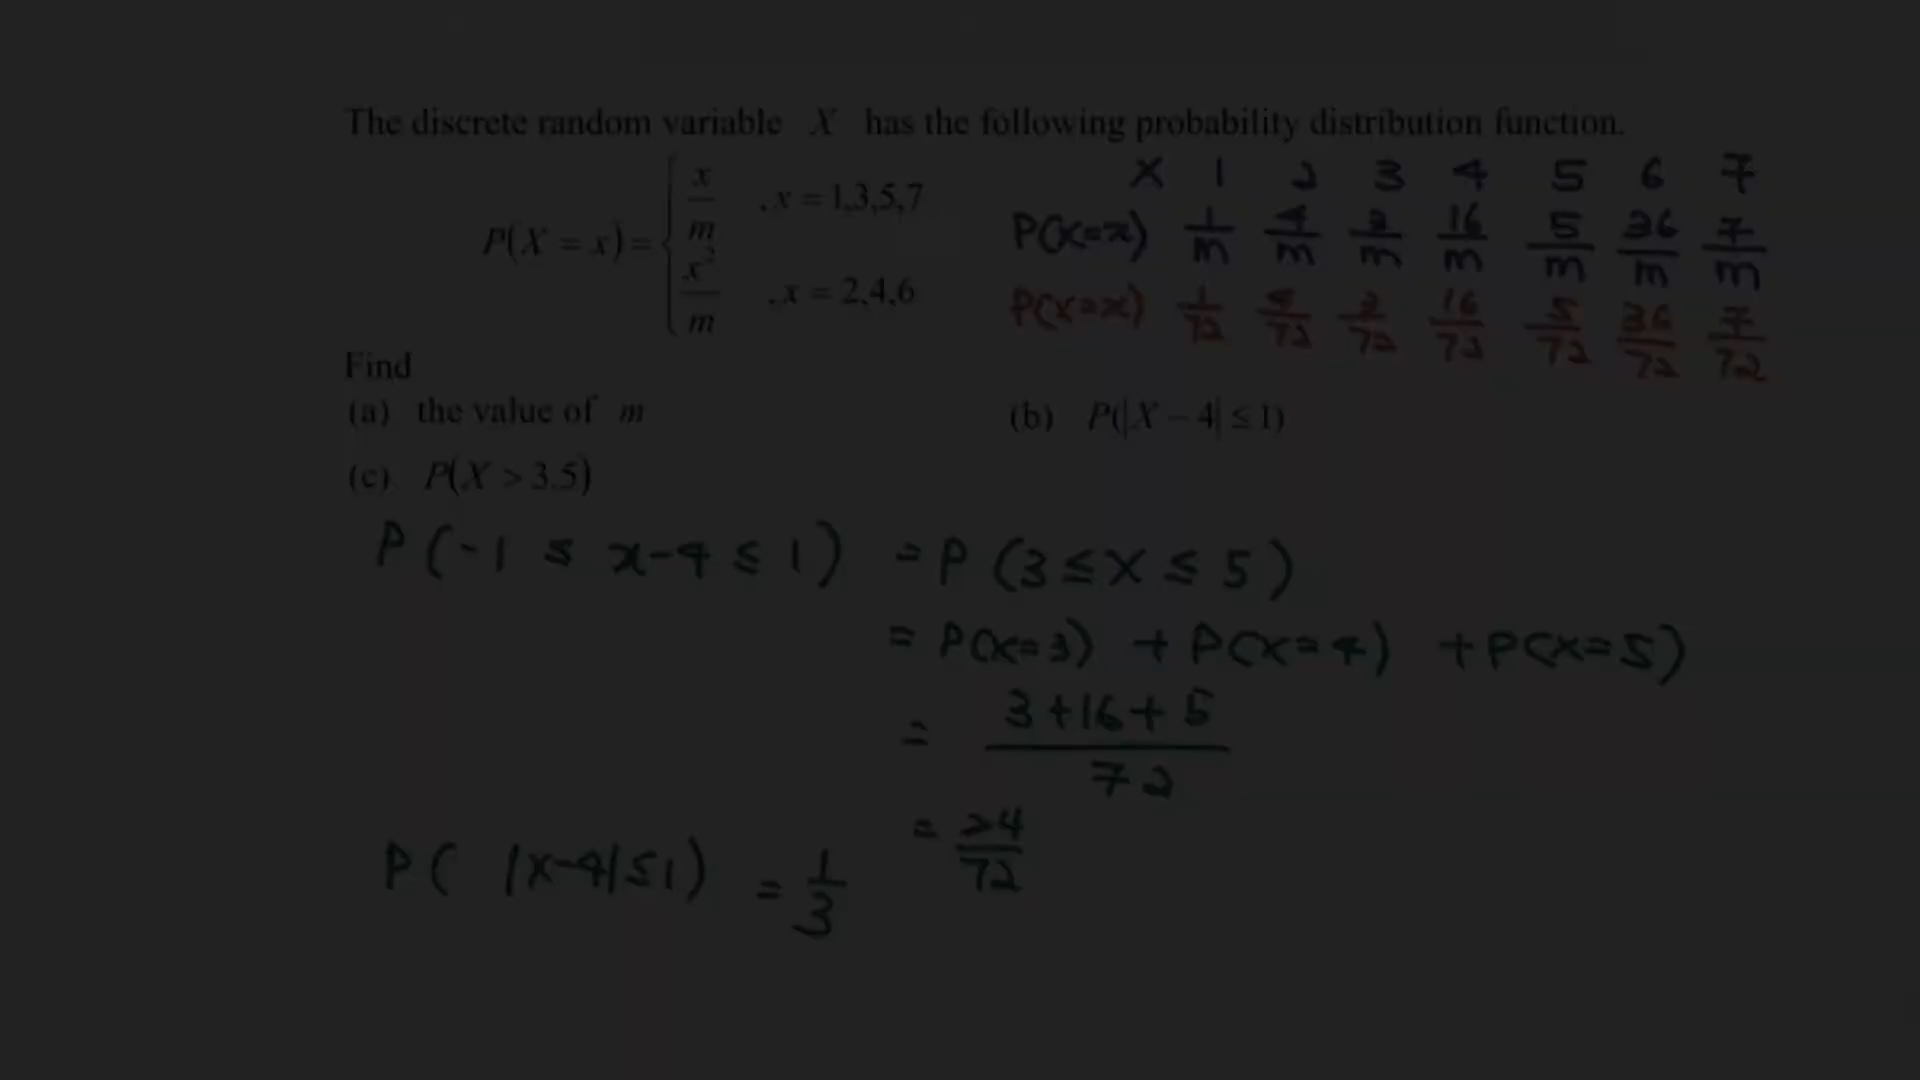 The discrete random variable X has the following probability distribution function.
P(X = x) = { x/m , x = 1,3,5,7
x²/m , x = 2,4,6
X 1 2 3 4 5 6 7
P(X=x) 1/m 4/m 3/m 16/m 5/m 36/m 7/m
P(X=x) 1/72 4/72 3/72 16/72 5/72 36/72 7/72
Find
(a) the value of m
(b) P(|X − 4| ≤ 1)
(c) P(X > 3.5)
P(-1 ≤ x-4 ≤ 1) = P(3 ≤ X ≤ 5)
= P(X=3) + P(X=4) + P(X=5)
= 3+16+5/72
= 24/72
P( |X-4| ≤ 1) = 1/3